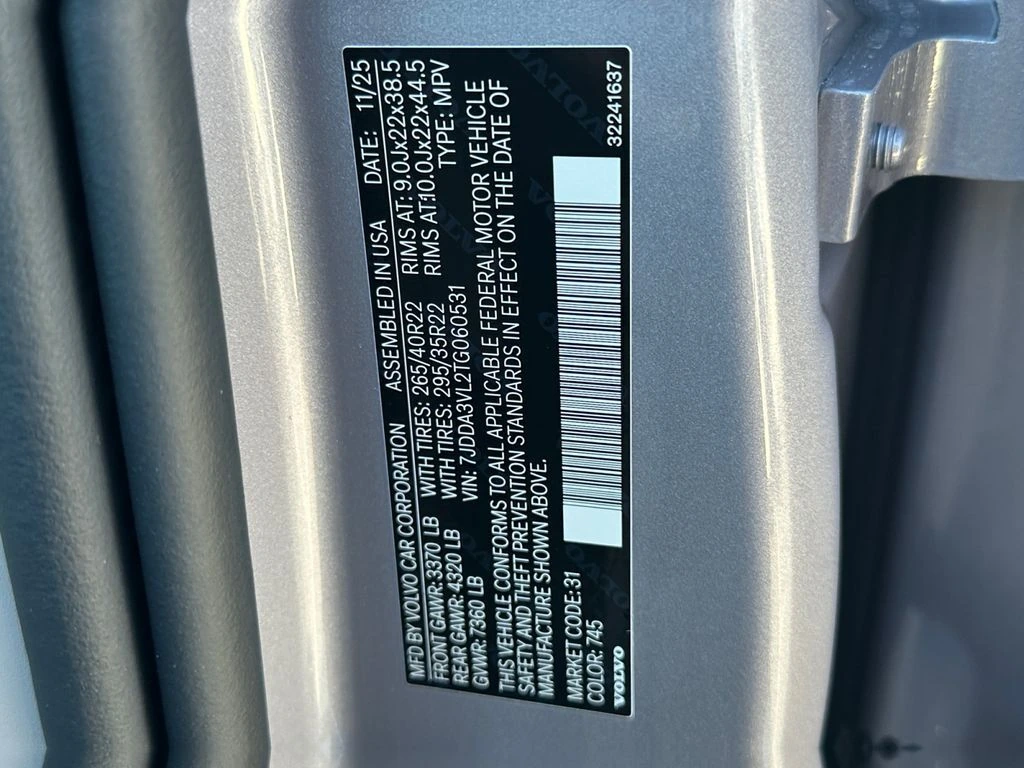 MFD BY VOLVO CAR CORPORATION ASSEMBLED IN USA DATE: 11/25
FRONT GAWR: 3370 LB WITH TIRES: 265/40R22 RIMS AT: 9.0Jx22x38.5
REAR GAWR: 4320 LB WITH TIRES: 295/35R22 RIMS AT:10.0Jx22x44.5
GVWR: 7360 LB VIN: 7JDDA3VL2TG060531 TYPE: MPV
THIS VEHICLE CONFORMS TO ALL APPLICABLE FEDERAL MOTOR VEHICLE
SAFETY AND THEFT PREVENTION STANDARDS IN EFFECT ON THE DATE OF
MANUFACTURE SHOWN ABOVE.
MARKET CODE:31
COLOR: 745
VOLVO 32241637